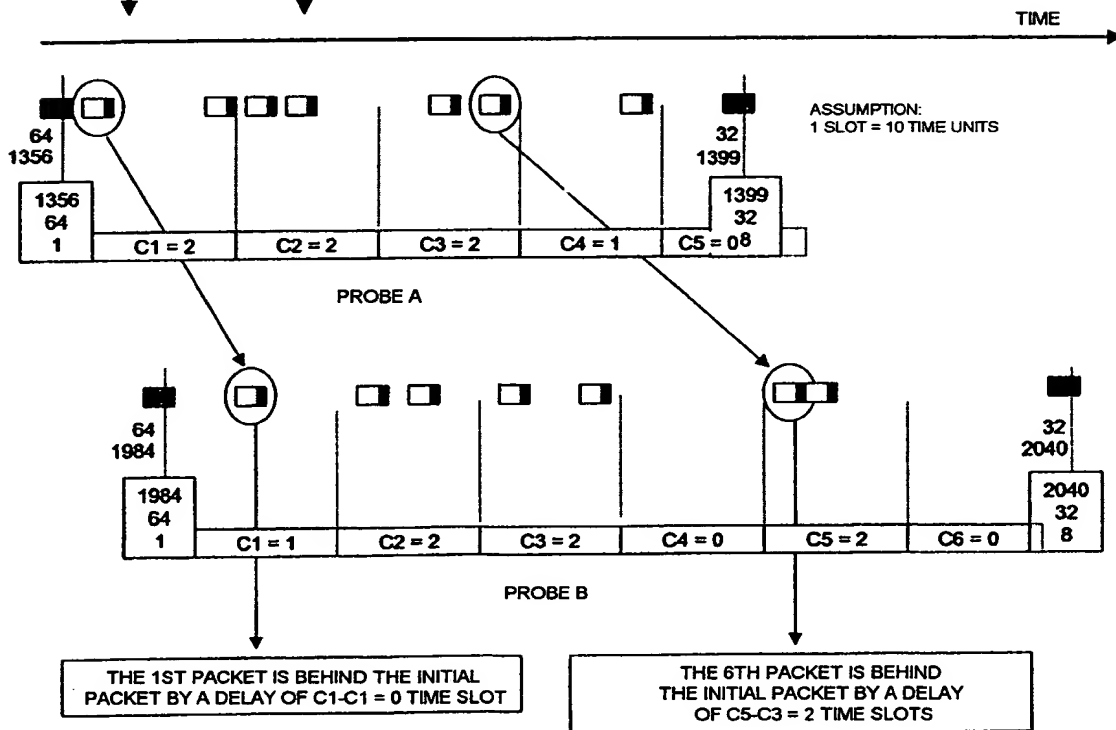 TIME
ASSUMPTION:
1 SLOT = 10 TIME UNITS
64
1356
32
1399
1356
64
1
C1 = 2
C2 = 2
C3 = 2
C4 = 1
C5 = 0
1399
32
8
PROBE A
64
1984
32
2040
1984
64
1
C1 = 1
C2 = 2
C3 = 2
C4 = 0
C5 = 2
C6 = 0
2040
32
8
PROBE B
THE 1ST PACKET IS BEHIND THE INITIAL
PACKET BY A DELAY OF C1-C1 = 0 TIME SLOT
THE 6TH PACKET IS BEHIND
THE INITIAL PACKET BY A DELAY
OF C5-C3 = 2 TIME SLOTS